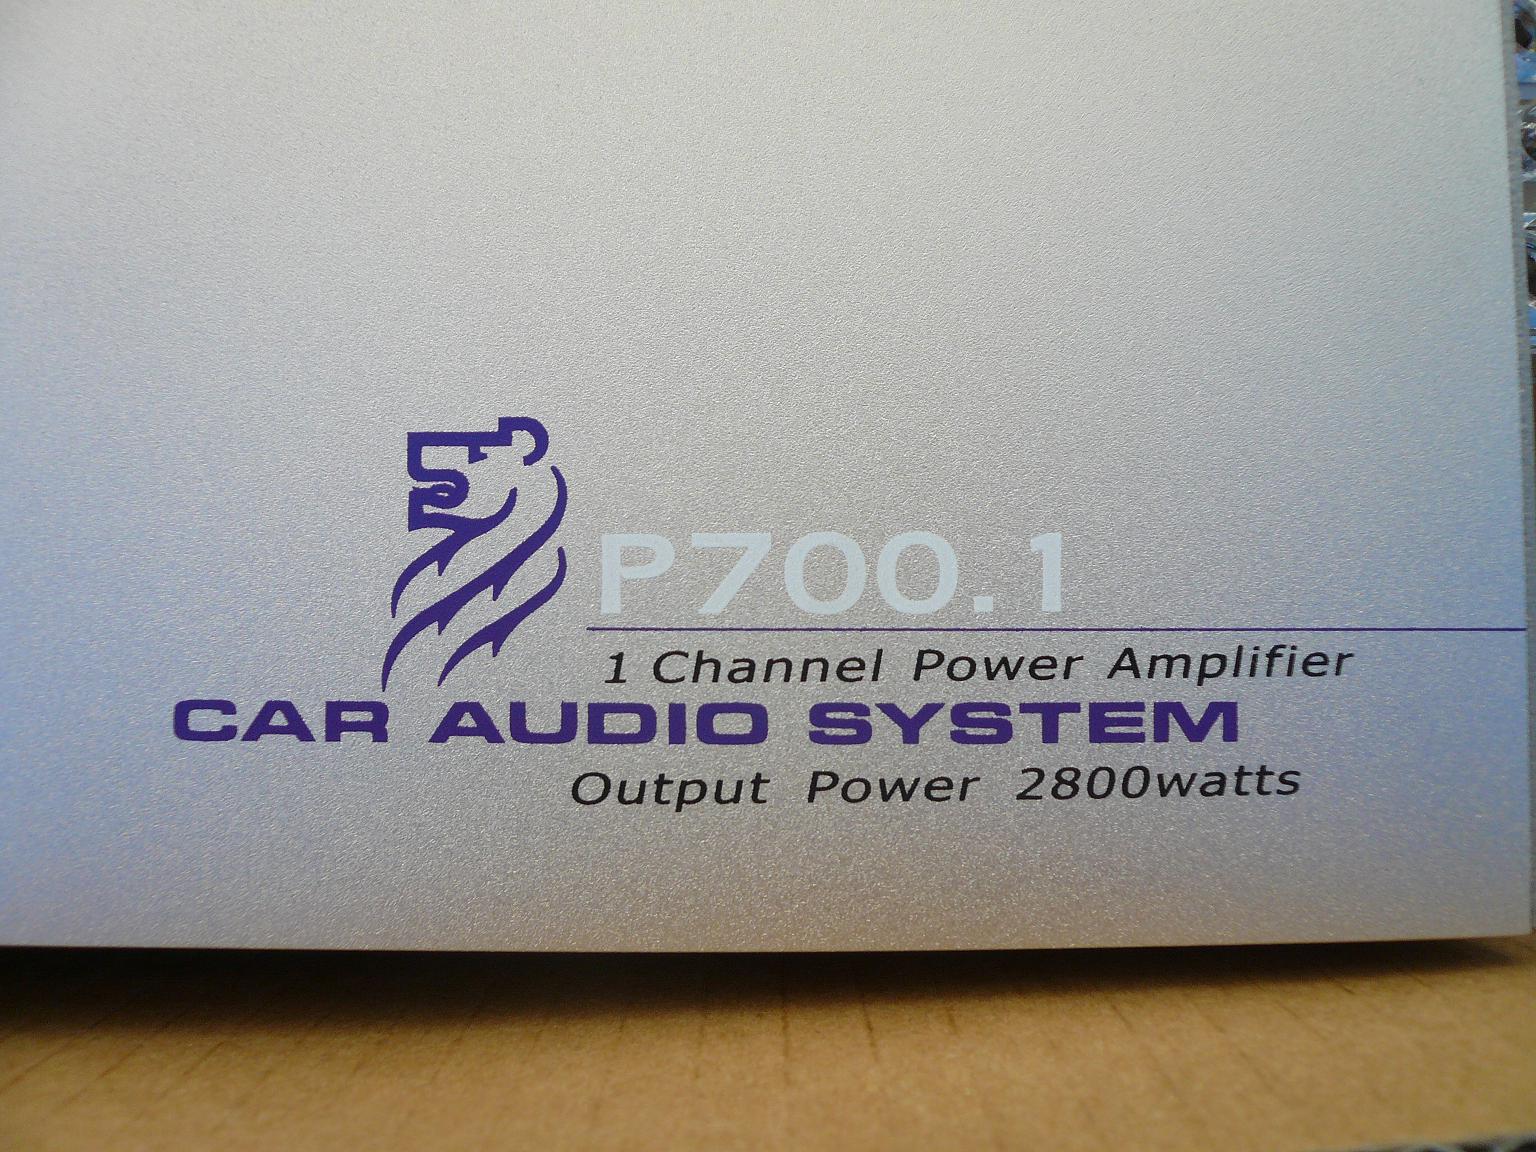 P700.1
1 Channel Power Amplifier
CAR AUDIO SYSTEM
Output Power 2800watts